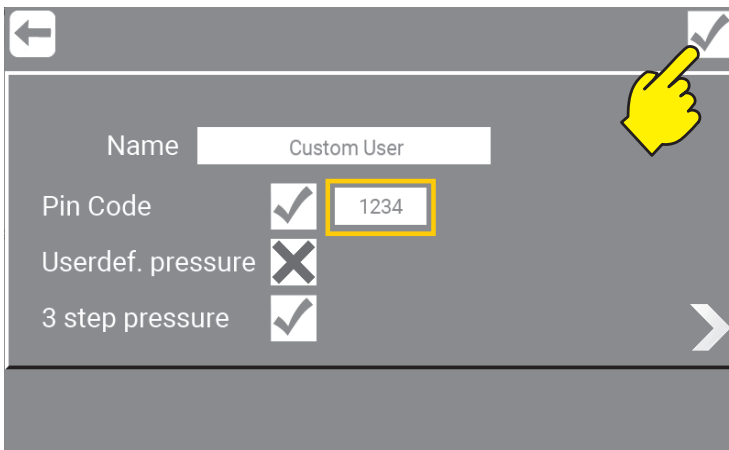 Name Custom User
Pin Code 1234
Userdef. pressure
3 step pressure